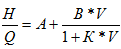 H/Q = A + B*V/(1+K*V)